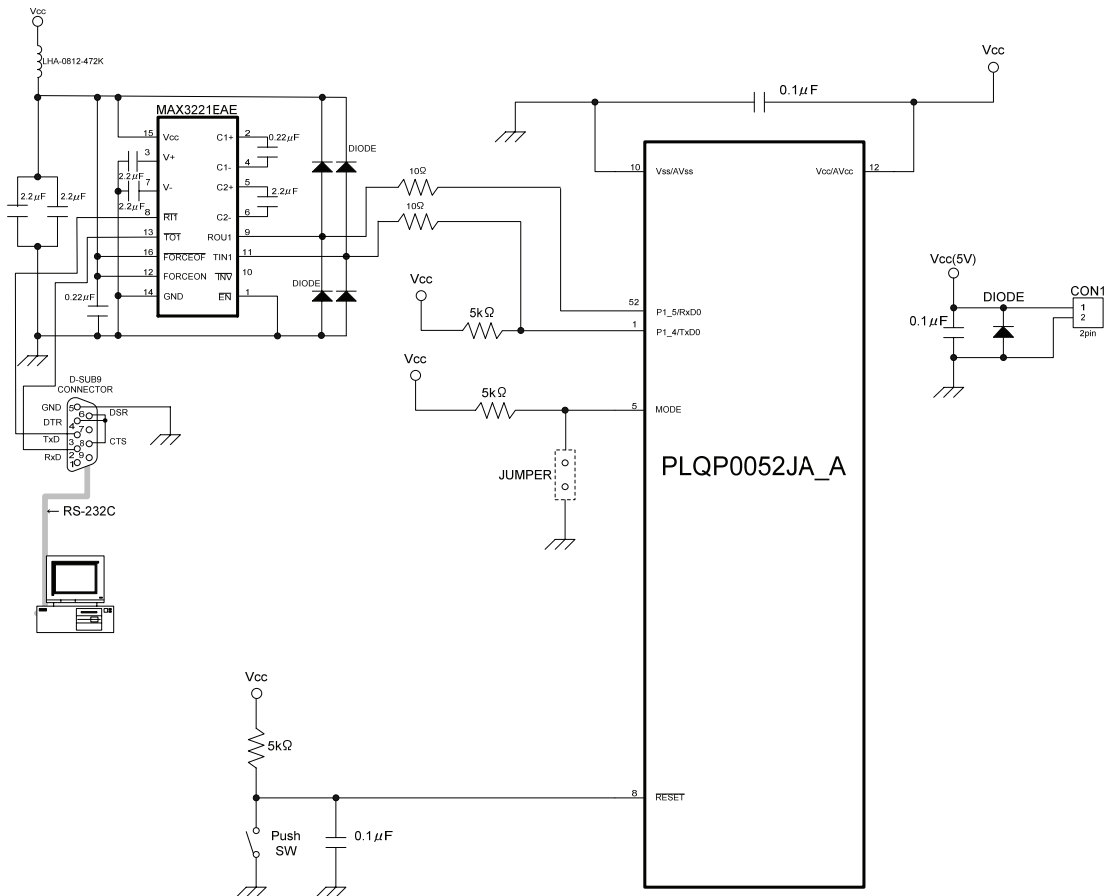 Vcc
LHA-0812-472K
MAX3221EAE
15 Vcc C1+ 2 0.22μF
3 V+ C1- 4
2.2μF
7 V- C2+ 5 2.2μF
2.2μF
8 RI1 C2- 6
13 TO1 ROU1 9
16 FORCEOF TIN1 11
12 FORCEON INV 10
14 GND EN 1
2.2μF 2.2μF
0.22μF
DIODE
DIODE
10Ω
10Ω
Vcc
5kΩ
Vcc
5kΩ
JUMPER
Vcc
0.1μF
10 Vss/AVss Vcc/AVcc 12
52 P1_5/RxD0
1 P1_4/TxD0
5 MODE
PLQP0052JA_A
8 RESET
Vcc(5V)
DIODE
0.1μF
CON1
1
2
2pin
D-SUB9
CONNECTOR
GND 5
6 DSR
DTR 4
7
TxD 3
8 CTS
RxD 2
9
1
← RS-232C
Vcc
5kΩ
Push
SW
0.1μF